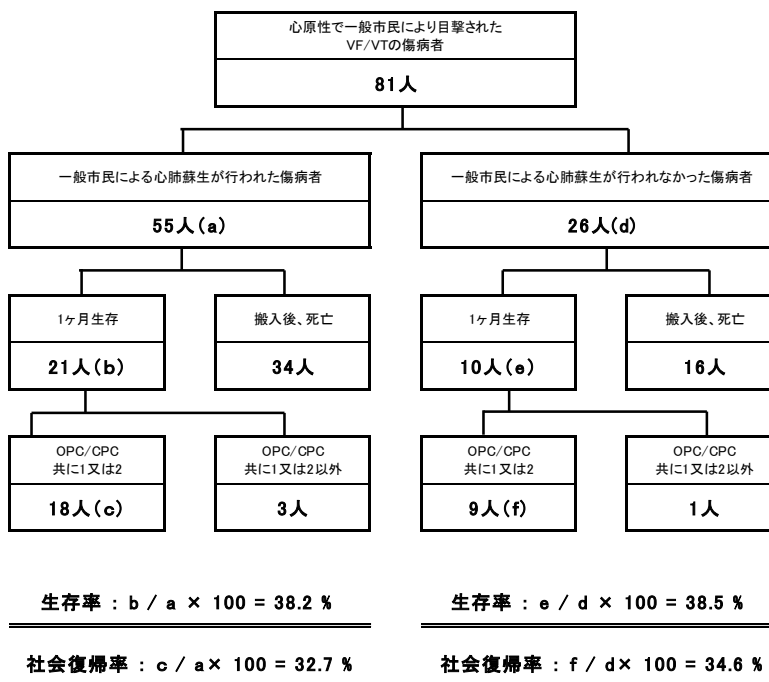 心原性で一般市民により目撃された
VF/VTの傷病者
81人
一般市民による心肺蘇生が行われた傷病者
55人(a)
一般市民による心肺蘇生が行われなかった傷病者
26人(d)
1ヶ月生存
21人(b)
搬入後、死亡
34人
1ヶ月生存
10人(e)
搬入後、死亡
16人
OPC/CPC
共に1又は2
18人(c)
OPC/CPC
共に1又は2以外
3人
OPC/CPC
共に1又は2
9人(f)
OPC/CPC
共に1又は2以外
1人
生存率 : b / a × 100 = 38.2 %
生存率 : e / d × 100 = 38.5 %
社会復帰率 : c / a× 100 = 32.7 %
社会復帰率 : f / d× 100 = 34.6 %